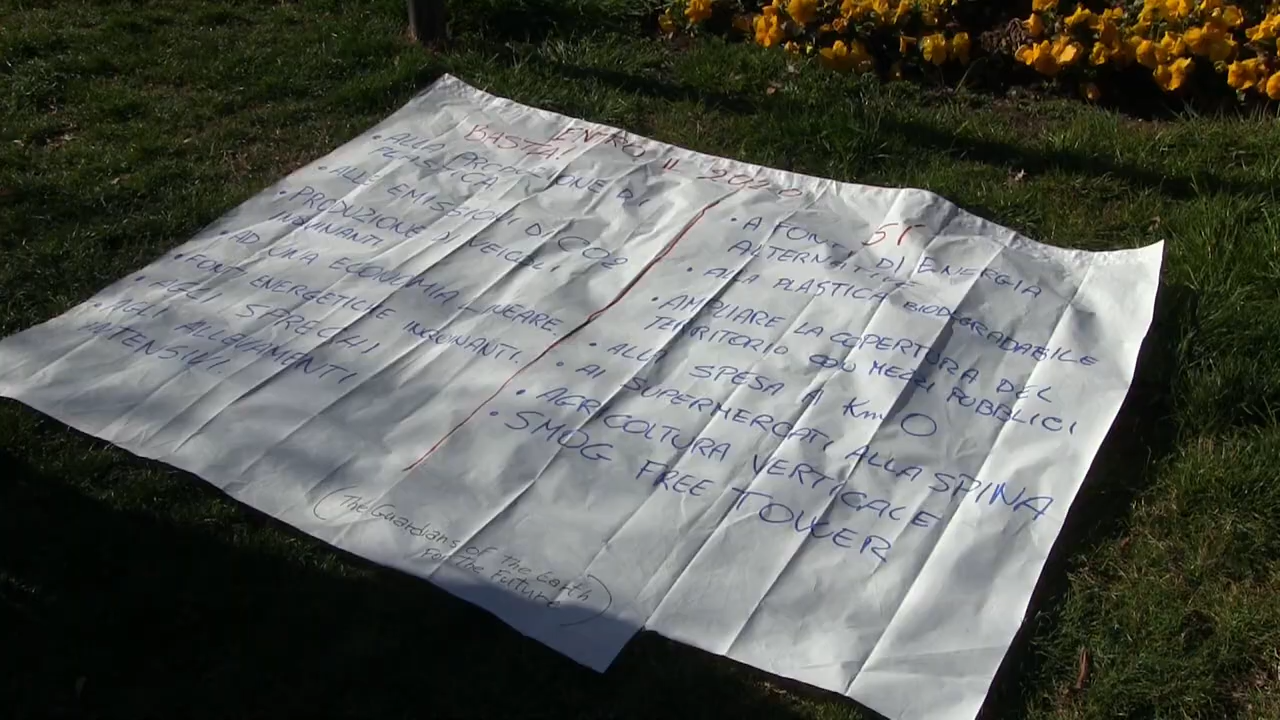 ENTRO IL 2020
BASTA!
• ALLA PRODUZIONE DI
PLASTICA
• ALLE EMISSIONI DI CO2
• PRODUZIONE DI VEICOLI
INQUINANTI
• AD UNA ECONOMIA LINEARE
• FONTI ENERGETICHE INQUINANTI.
• AGLI SPRECHI
• AGLI ALLEVAMENTI
INTENSIVI.
SI
• A FONTI DI ENERGIA
ALTERNATIVE
• ALLA PLASTICA BIODEGRADABILE
• AMPLIARE LA COPERTURA DEL
TERRITORIO CON MEZZI PUBBLICI
• ALLA SPESA A Km 0
• AI SUPERMERCATI ALLA SPINA
• AGRICOLTURA VERTICALE
• SMOG FREE TOWER
(The Guardians of The Earth
For The Future)